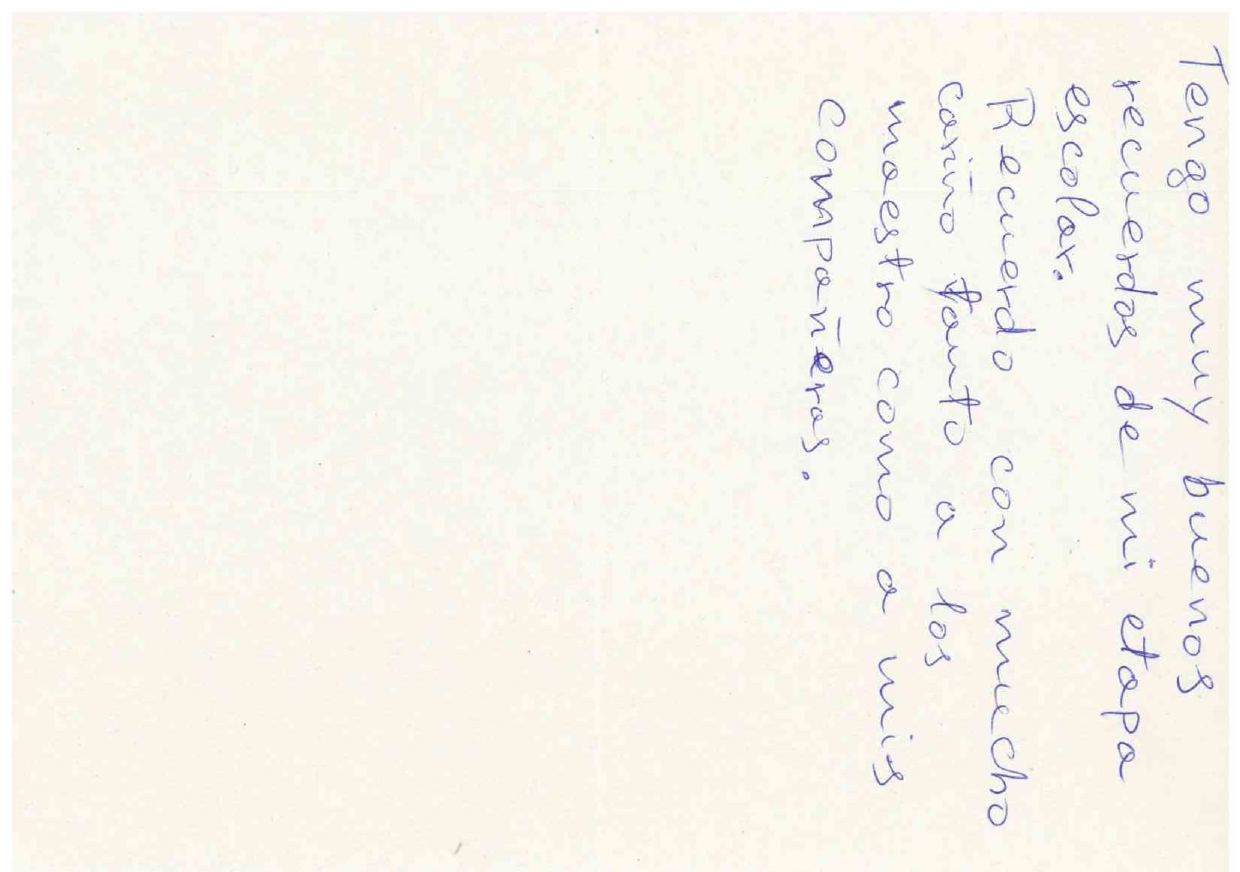 Tengo muy buenos
recuerdos de mi etapa
escolar.
Recuerdo con mucho
cariño tanto a los
maestro como a mis
compañeras.